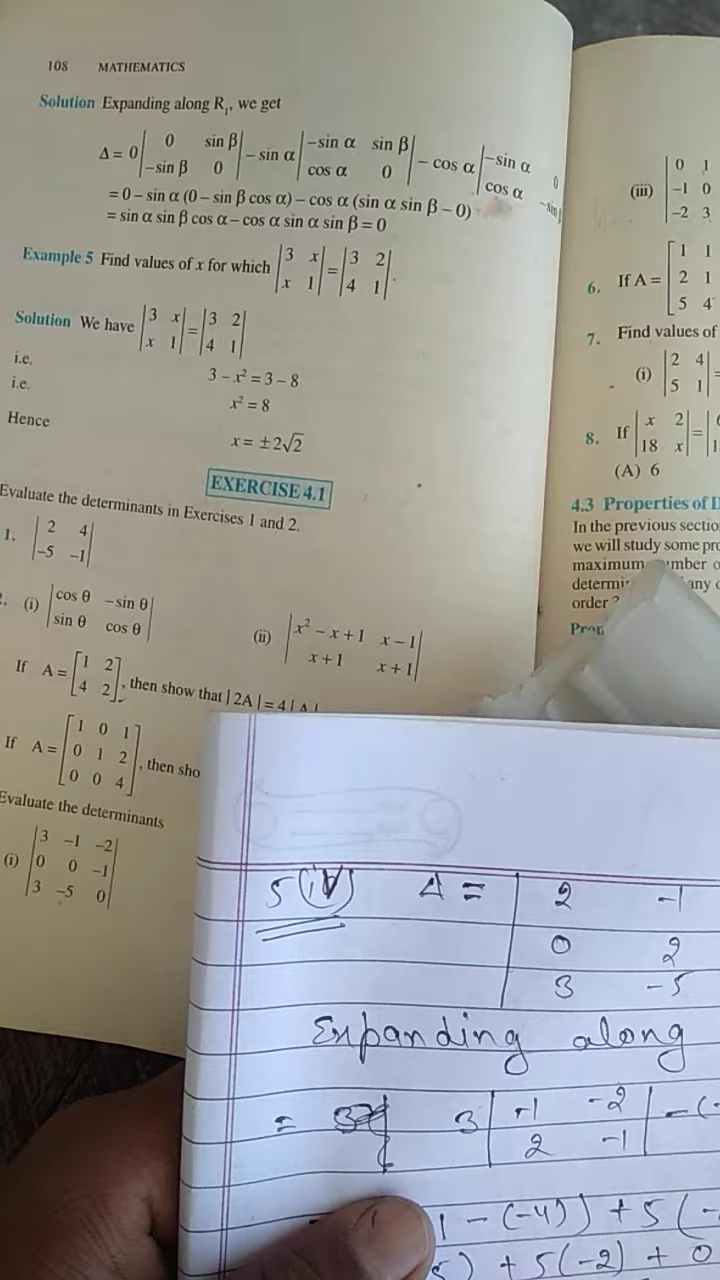 108 MATHEMATICS
Solution Expanding along R₁, we get
Δ = 0 | 0 sin β | – sin α | –sin α sin β | – cos α | –sin α 0
| –sin β 0 | | cos α 0 | | cos α –sin
= 0 – sin α (0 – sin β cos α) – cos α (sin α sin β – 0)
= sin α sin β cos α – cos α sin α sin β = 0
Example 5 Find values of x for which | 3 x | = | 3 2 | .
| x 1 | | 4 1 |
Solution We have | 3 x | = | 3 2 |
| x 1 | | 4 1 |
i.e. 3 – x² = 3 – 8
i.e. x² = 8
Hence x = ±2√2
EXERCISE 4.1
Evaluate the determinants in Exercises 1 and 2.
1. | 2 4 |
| –5 –1 |
(i) | cos θ –sin θ | (ii) | x² – x + 1 x – 1 |
| sin θ cos θ | | x + 1 x + 1 |
If A = [ 1 2 ] , then show that | 2A | = 4 | A |
[ 4 2 ]
[ 1 0 1 ]
If A = [ 0 1 2 ] , then sho
[ 0 0 4 ]
Evaluate the determinants
| 3 –1 –2 |
(i) | 0 0 –1 |
| 3 –5 0 |
| 0 1
(iii) | –1 0
| –2 3
[ 1 1
6. If A = [ 2 1
[ 5 4
7. Find values of
(i) | 2 4 | =
| 5 1 |
8. If | x 2 | = |
| 18 x |
(A) 6
4.3 Properties of D
In the previous sectio
we will study some pro
maximum
determi any
order
5(iv) A = | 2 -1
| 0 2
| 3 -5
Expanding along
= 3 | -1 -2 | - (-
| 2 -1 |
1 - (-4)) + 5 (-
5) + 5(-2) + 0